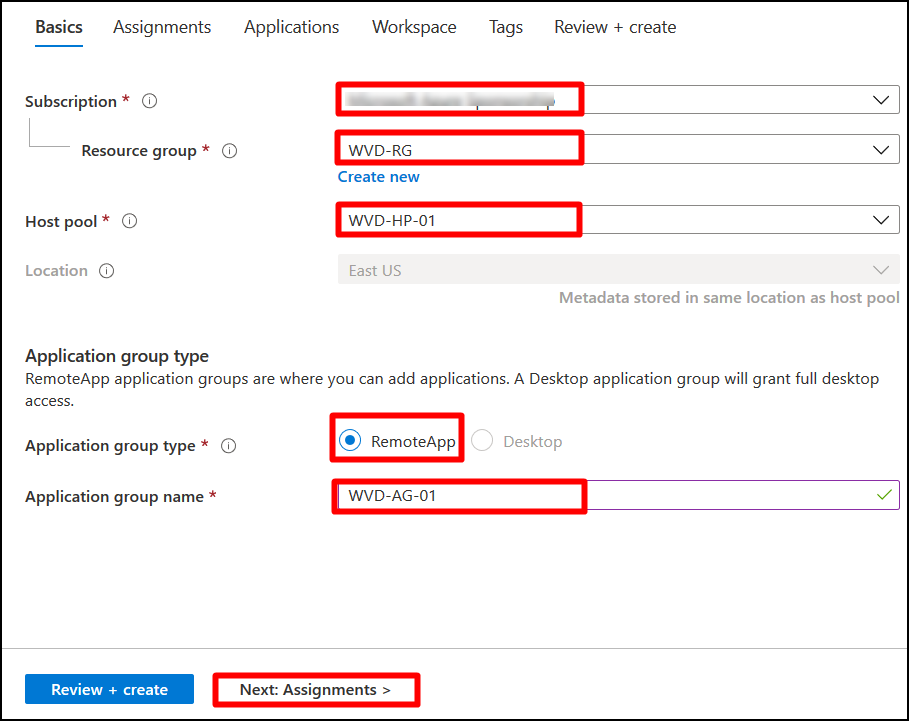 Basics Assignments Applications Workspace Tags Review + create
Subscription *
Resource group * WVD-RG
Create new
Host pool * WVD-HP-01
Location East US
Metadata stored in same location as host pool
Application group type
RemoteApp application groups are where you can add applications. A Desktop application group will grant full desktop
access.
Application group type * RemoteApp Desktop
Application group name * WVD-AG-01
Review + create Next: Assignments >